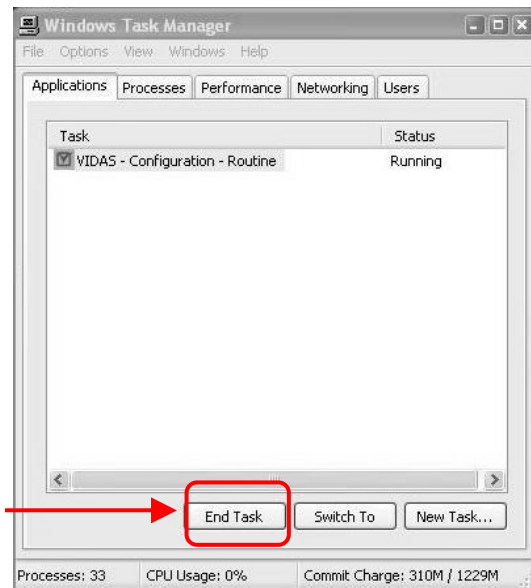 Windows Task Manager
File Options View Windows Help
Applications Processes Performance Networking Users
Task Status
VIDAS - Configuration - Routine Running
End Task Switch To New Task...
Processes: 33 CPU Usage: 0% Commit Charge: 310M / 1229M